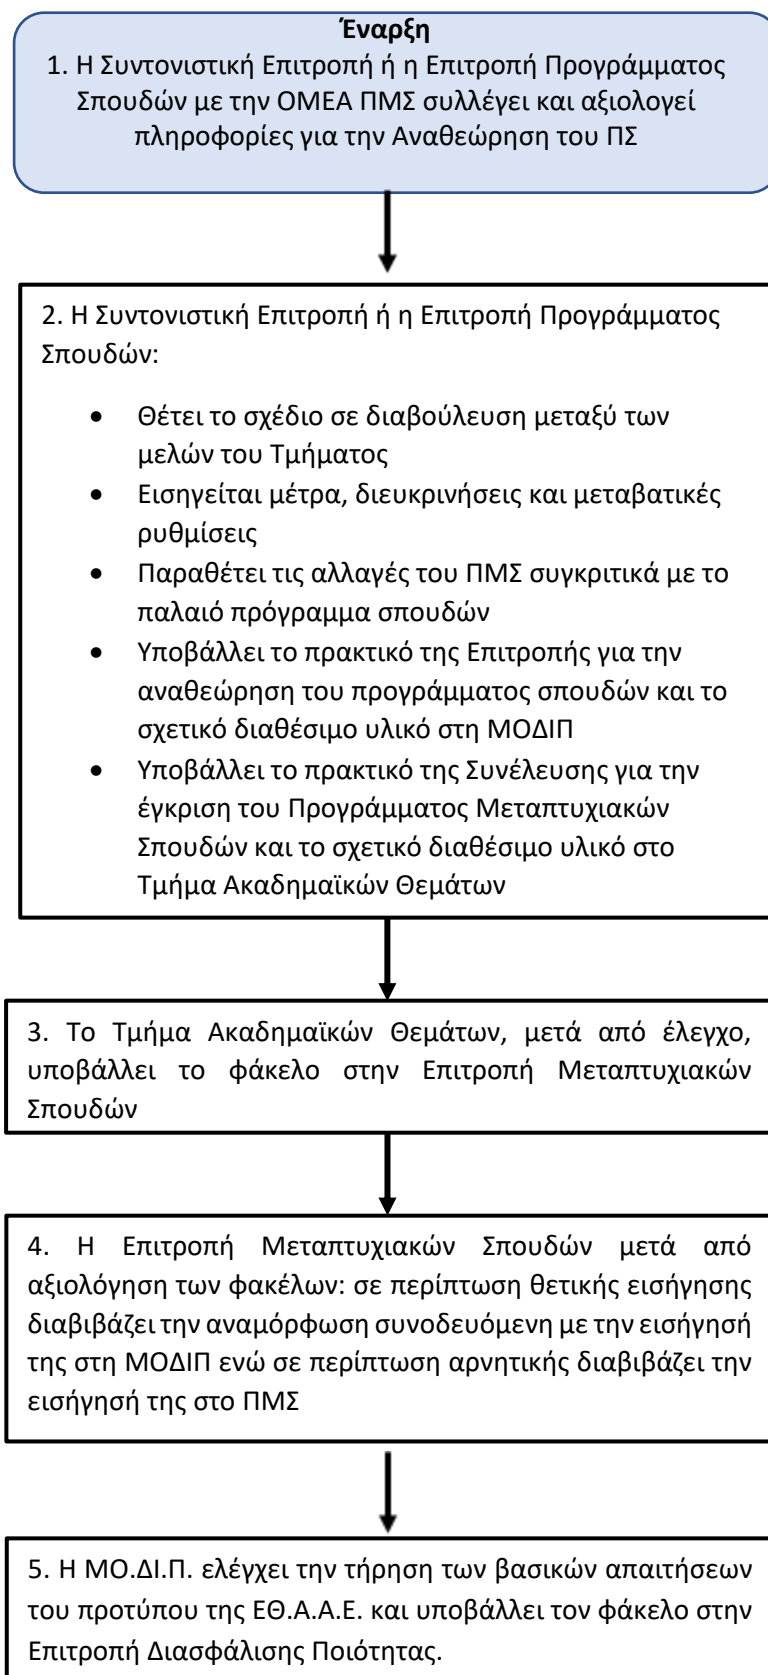 Έναρξη
1. Η Συντονιστική Επιτροπή ή η Επιτροπή Προγράμματος
Σπουδών με την ΟΜΕΑ ΠΜΣ συλλέγει και αξιολογεί
πληροφορίες για την Αναθεώρηση του ΠΣ
2. Η Συντονιστική Επιτροπή ή η Επιτροπή Προγράμματος
Σπουδών:
• Θέτει το σχέδιο σε διαβούλευση μεταξύ των
μελών του Τμήματος
• Εισηγείται μέτρα, διευκρινήσεις και μεταβατικές
ρυθμίσεις
• Παραθέτει τις αλλαγές του ΠΜΣ συγκριτικά με το
παλαιό πρόγραμμα σπουδών
• Υποβάλλει το πρακτικό της Επιτροπής για την
αναθεώρηση του προγράμματος σπουδών και το
σχετικό διαθέσιμο υλικό στη ΜΟΔΙΠ
• Υποβάλλει το πρακτικό της Συνέλευσης για την
έγκριση του Προγράμματος Μεταπτυχιακών
Σπουδών και το σχετικό διαθέσιμο υλικό στο
Τμήμα Ακαδημαϊκών Θεμάτων
3. Το Τμήμα Ακαδημαϊκών Θεμάτων, μετά από έλεγχο,
υποβάλλει το φάκελο στην Επιτροπή Μεταπτυχιακών
Σπουδών
4. Η Επιτροπή Μεταπτυχιακών Σπουδών μετά από
αξιολόγηση των φακέλων: σε περίπτωση θετικής εισήγησης
διαβιβάζει την αναμόρφωση συνοδευόμενη με την εισήγησή
της στη ΜΟΔΙΠ ενώ σε περίπτωση αρνητικής διαβιβάζει την
εισήγησή της στο ΠΜΣ
5. Η ΜΟ.ΔΙ.Π. ελέγχει την τήρηση των βασικών απαιτήσεων
του προτύπου της ΕΘ.Α.Α.Ε. και υποβάλλει τον φάκελο στην
Επιτροπή Διασφάλισης Ποιότητας.